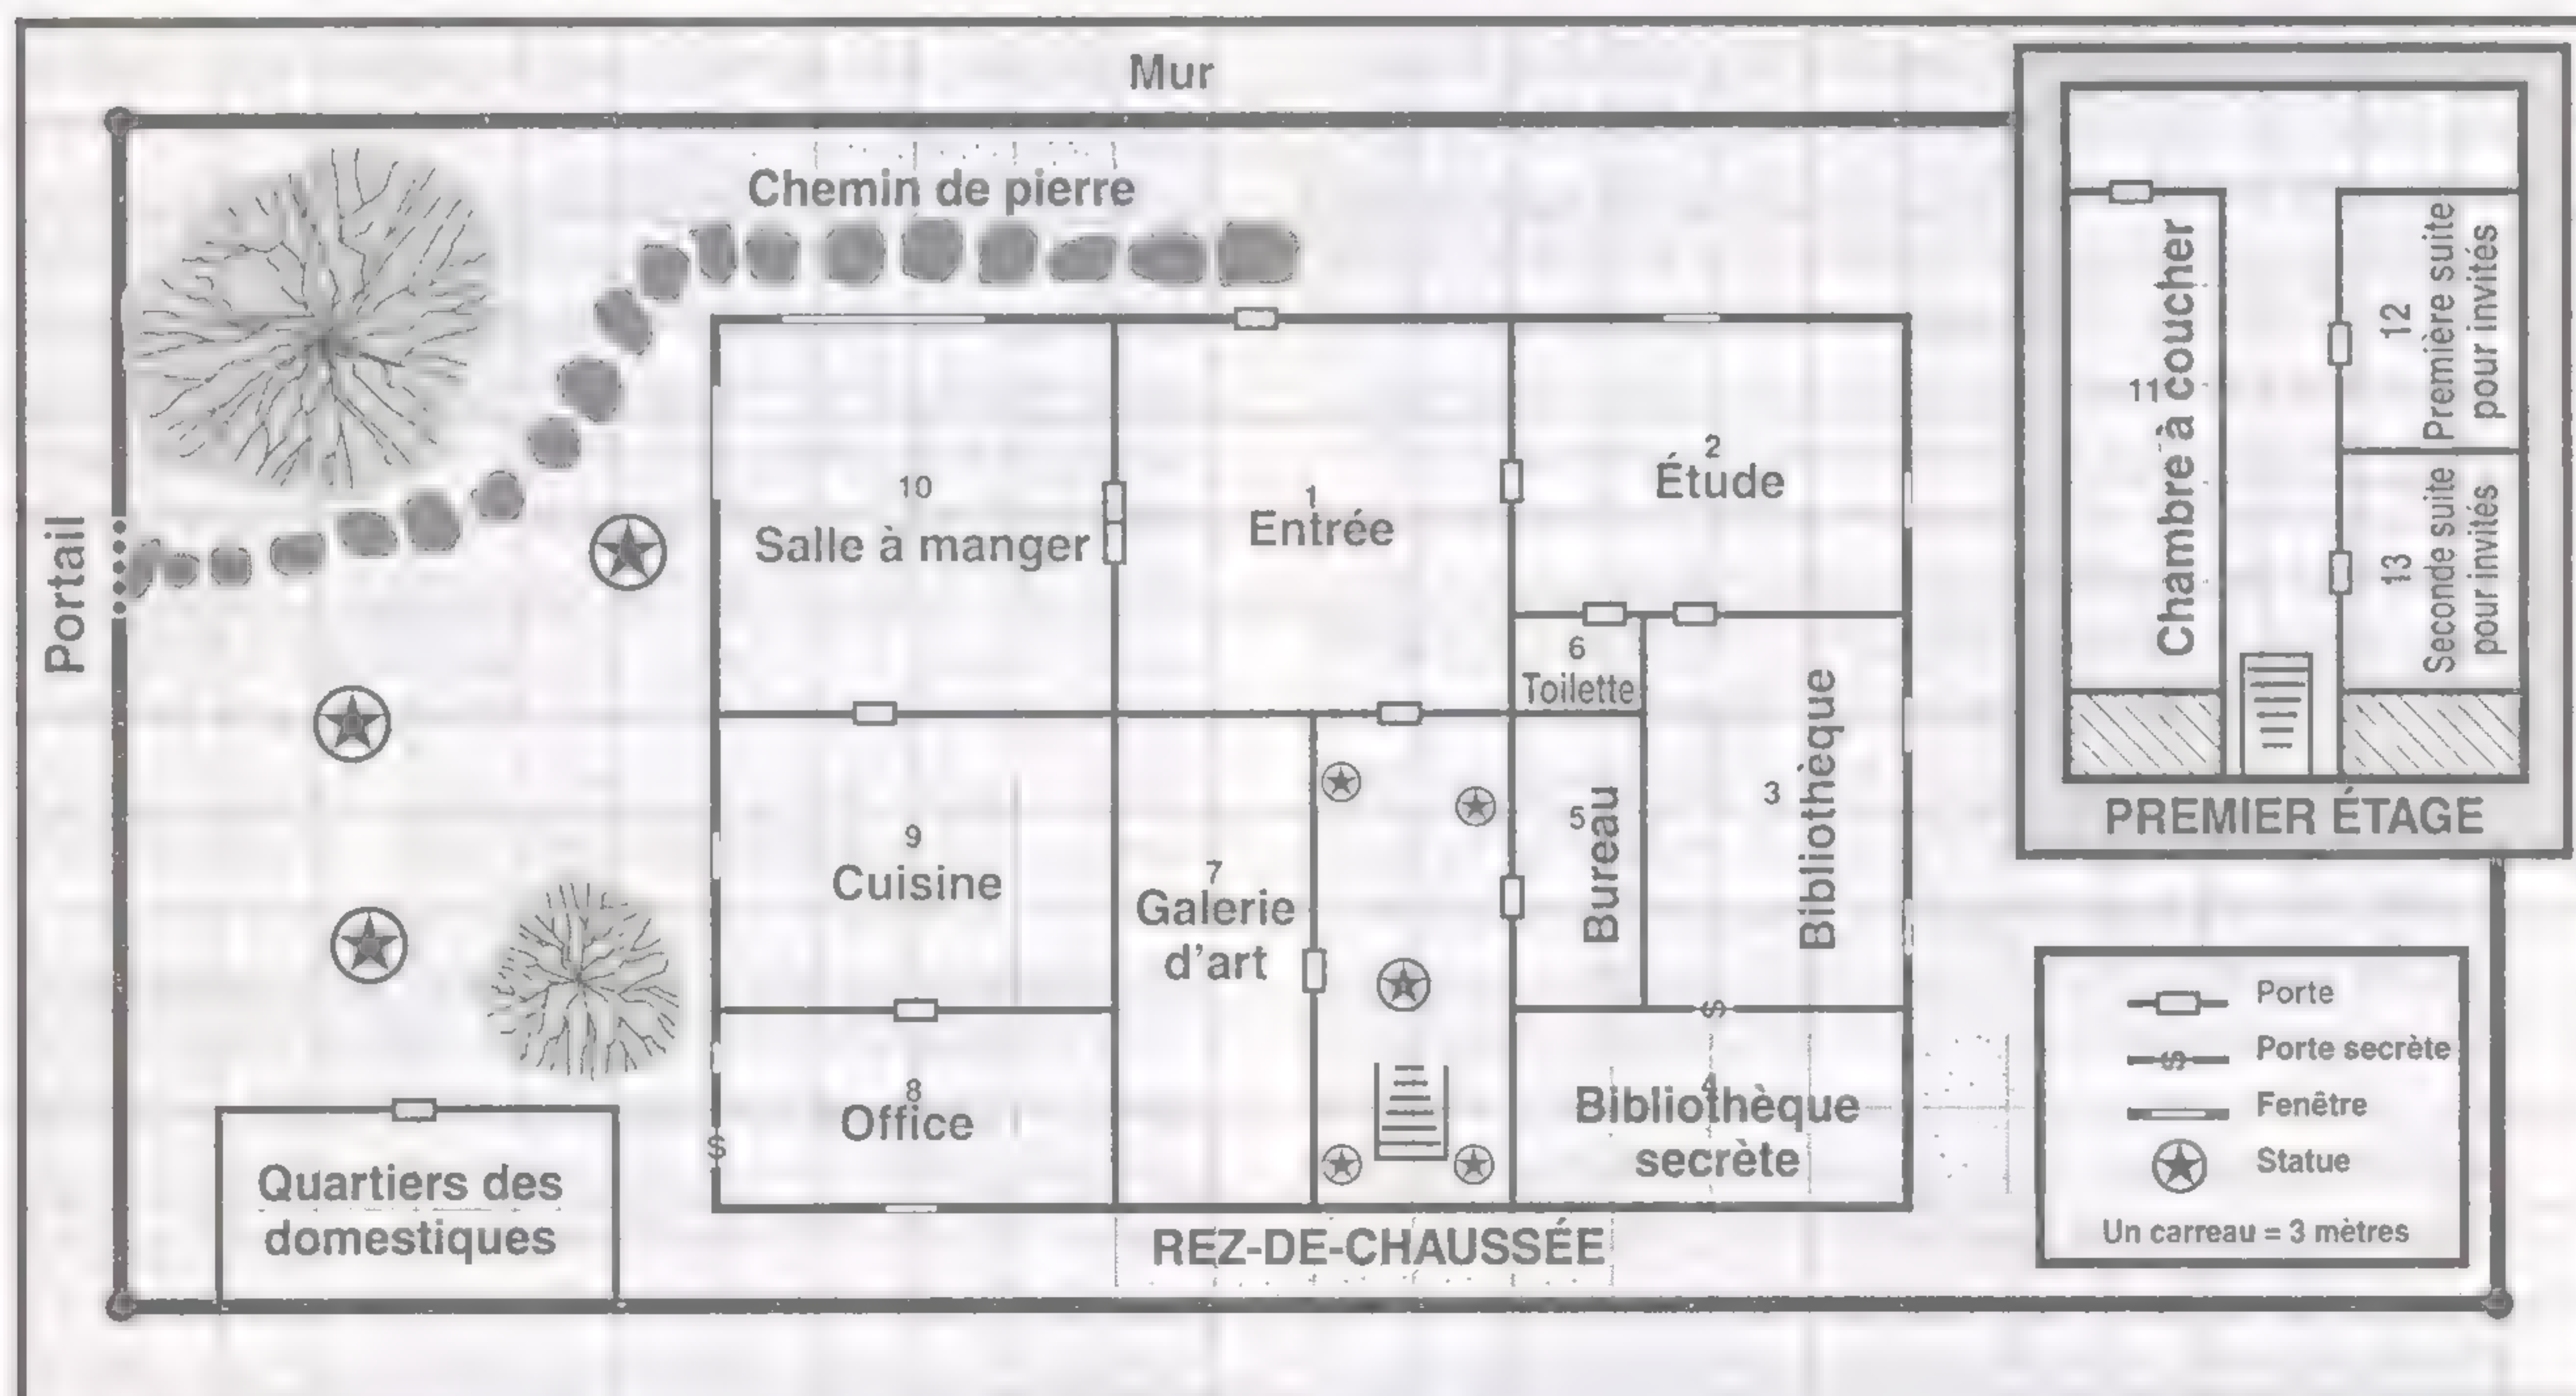 Mur
Chemin de pierre
Portail
10
Salle à manger
1
Entrée
2
Étude
6
Toilette
3
Bibliothèque
5
Bureau
9
Cuisine
7
Galerie
d'art
8
Office
4
Bibliothèque
secrète
Quartiers des
domestiques
REZ-DE-CHAUSSÉE
11
Chambre à coucher
12
Première suite
pour invités
13
Seconde suite
pour invités
PREMIER ÉTAGE
Porte
S Porte secrète
Fenêtre
Statue
Un carreau = 3 mètres
S
S